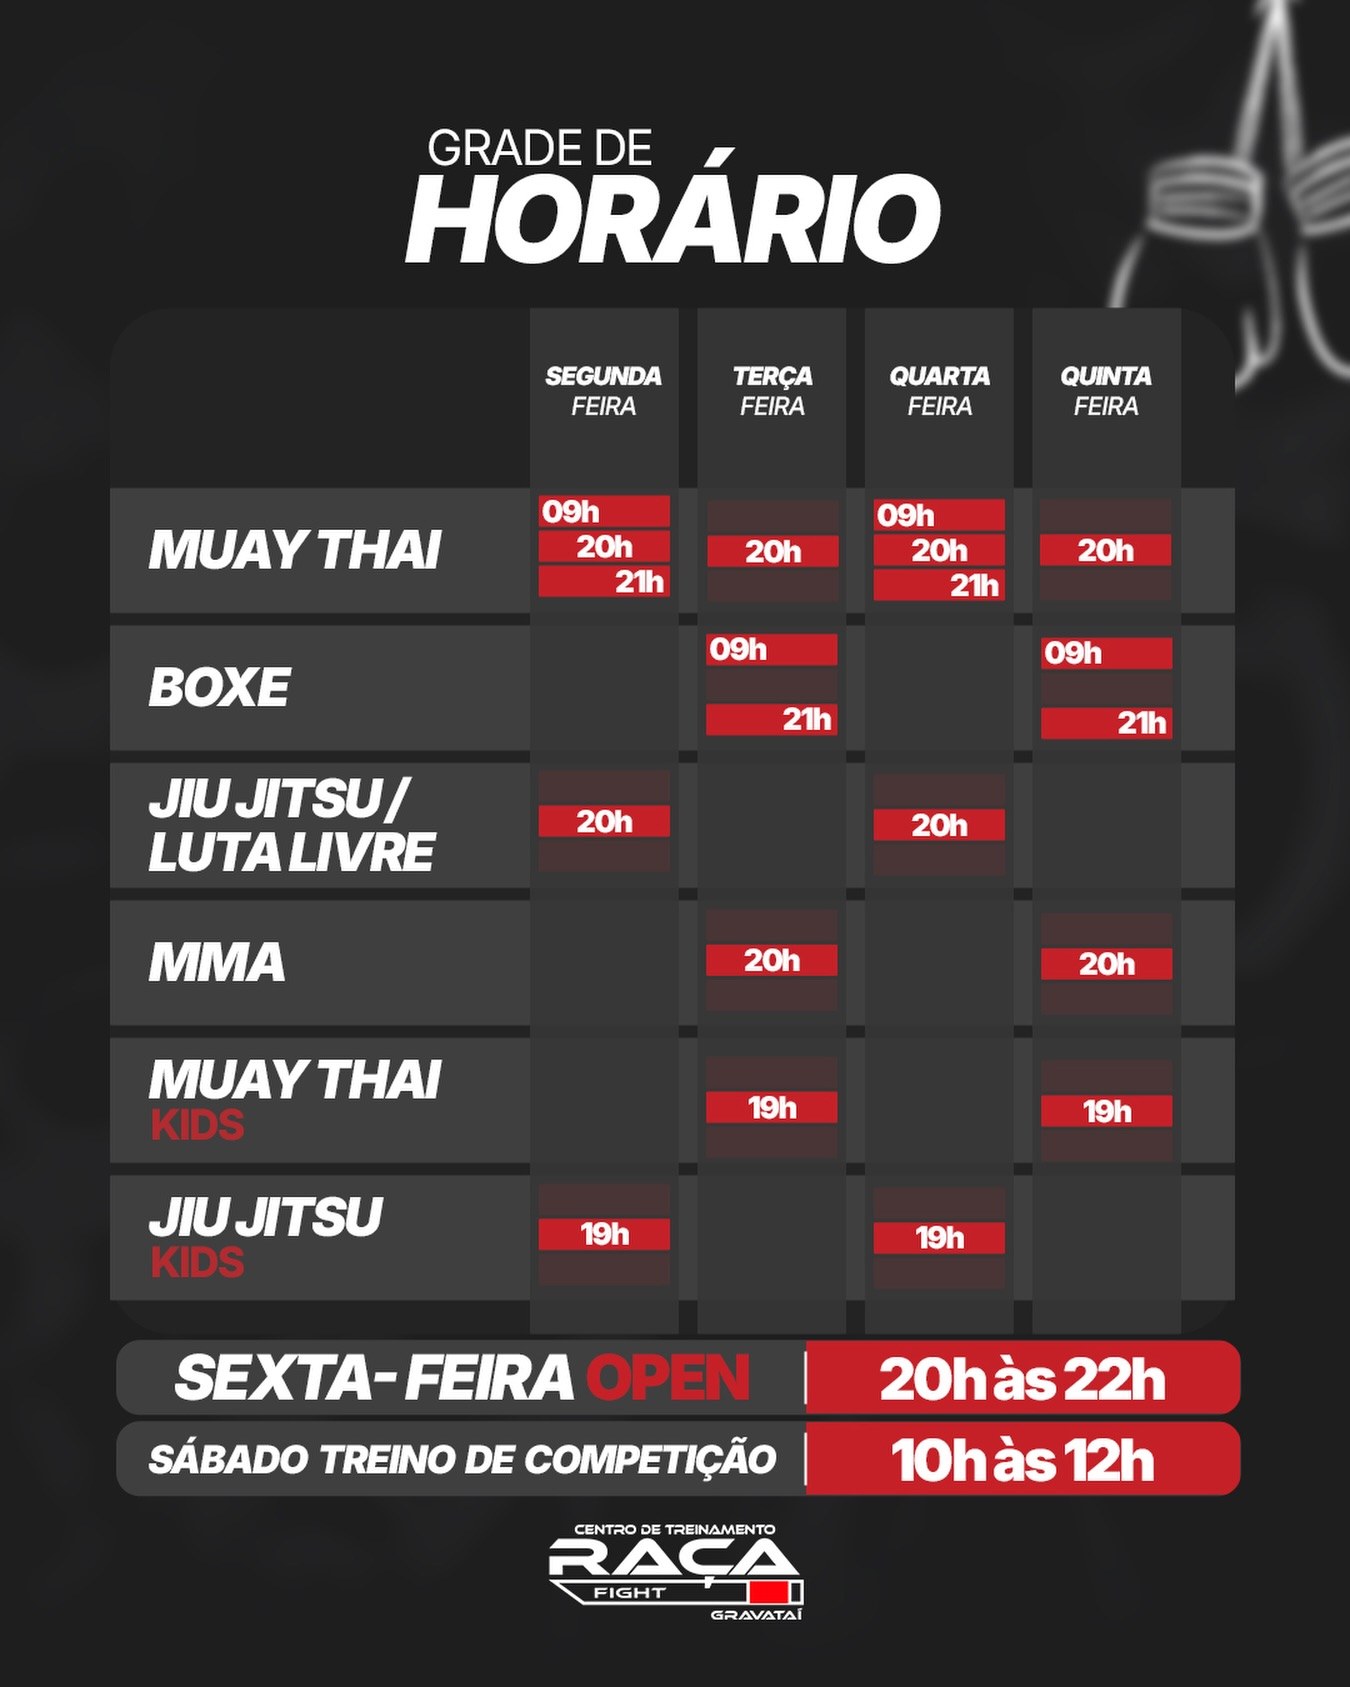 GRADE DE
HORÁRIO
SEGUNDA FEIRA
TERÇA FEIRA
QUARTA FEIRA
QUINTA FEIRA
MUAY THAI
09h 09h
20h 20h 20h 20h
21h 21h
BOXE
09h 09h
21h 21h
JIU JITSU /
LUTA LIVRE
20h 20h
MMA
20h 20h
MUAY THAI
KIDS
19h 19h
JIU JITSU
KIDS
19h 19h
SEXTA- FEIRA OPEN 20h às 22h
SÁBADO TREINO DE COMPETIÇÃO 10h às 12h
CENTRO DE TREINAMENTO
RAÇA
FIGHT
GRAVATAÍ